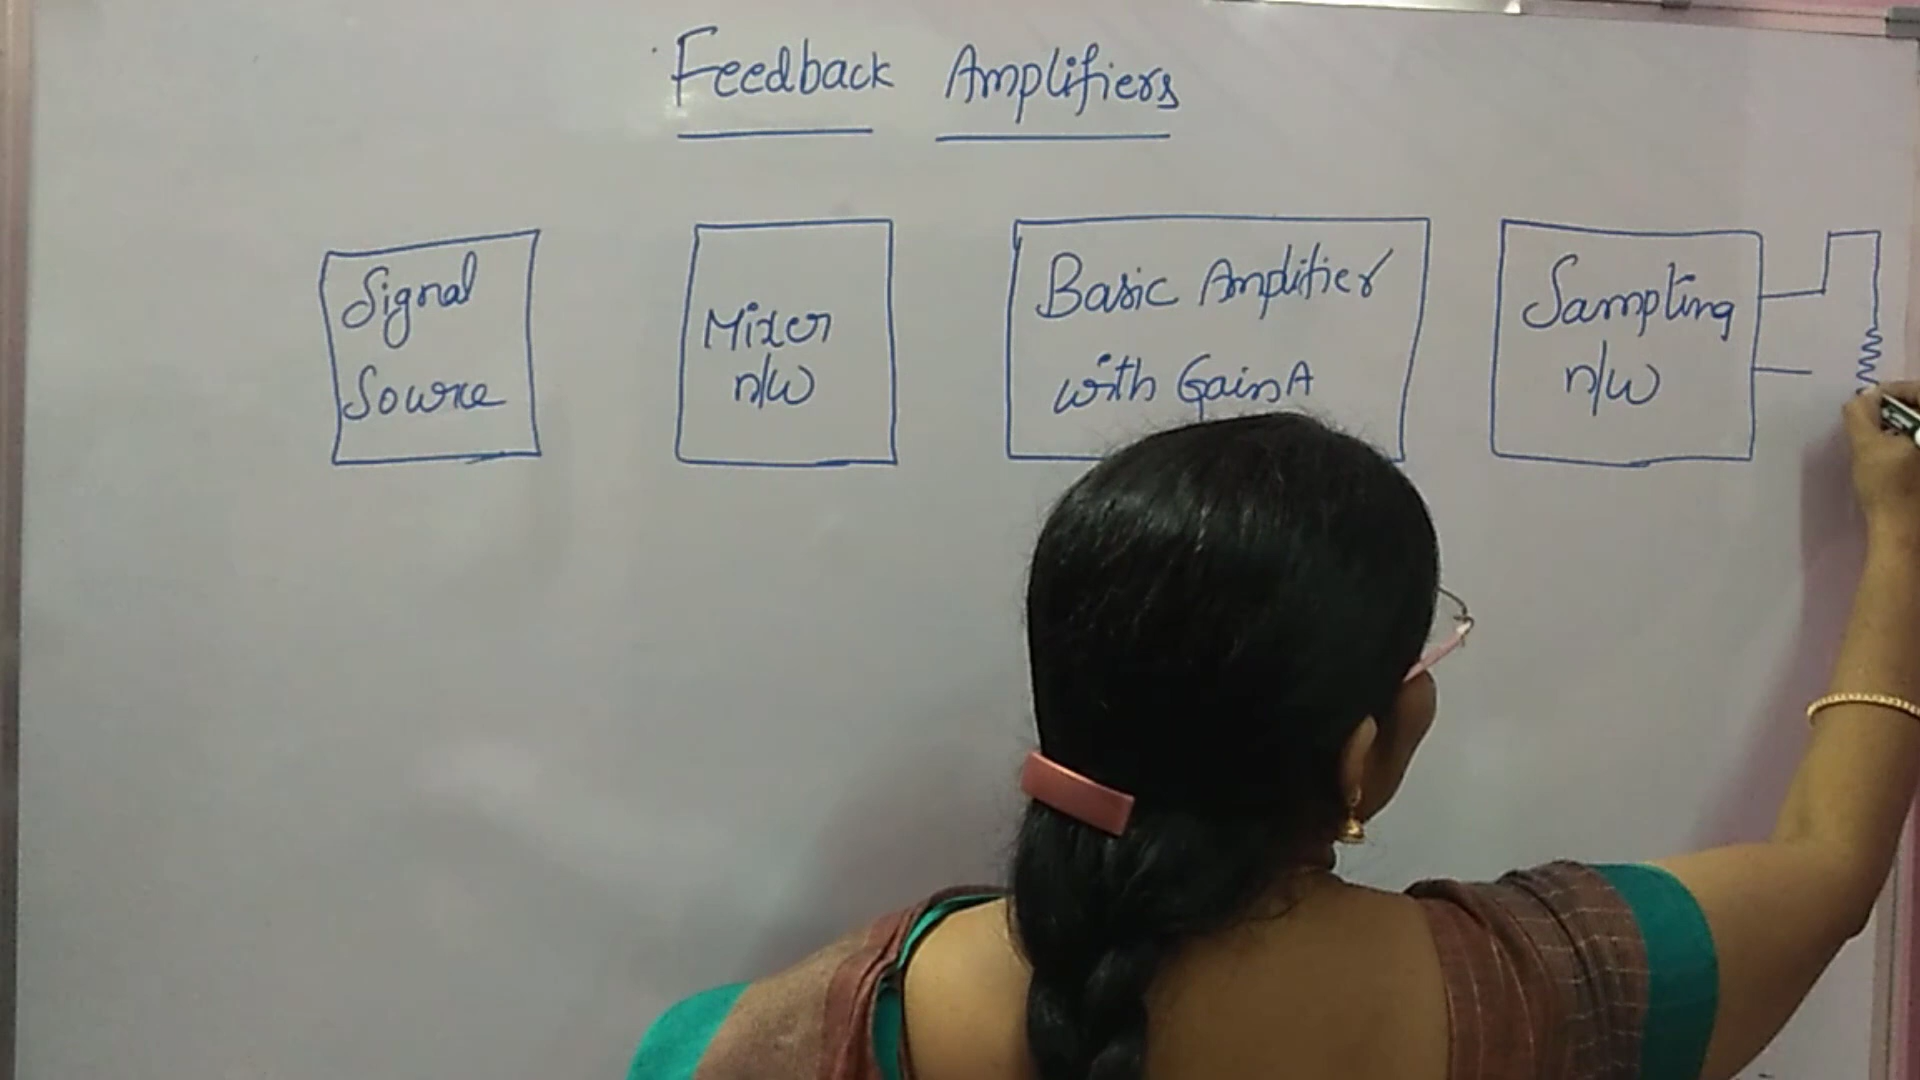 Feedback Amplifiers
Signal
Source
Mixer
n/w
Basic Amplifier
with Gain A
Sampling
n/w